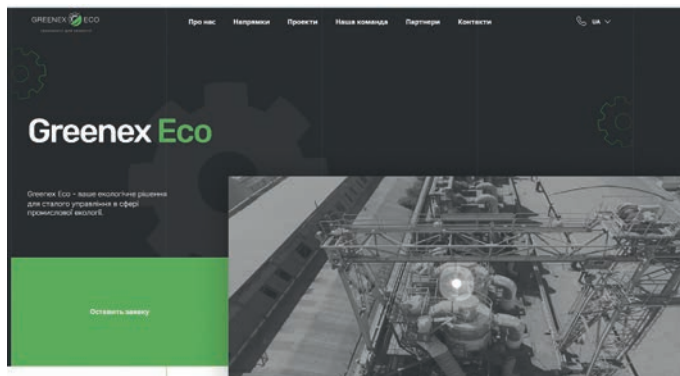 GREENEX ECO
Про нас Напрямки Проекти Наша команда Партнери Контакти
UA
Greenex Eco
Greenex Eco - ваше екологічне рішення
для сталого управління в сфері
промислової екології.
Оставить заявку